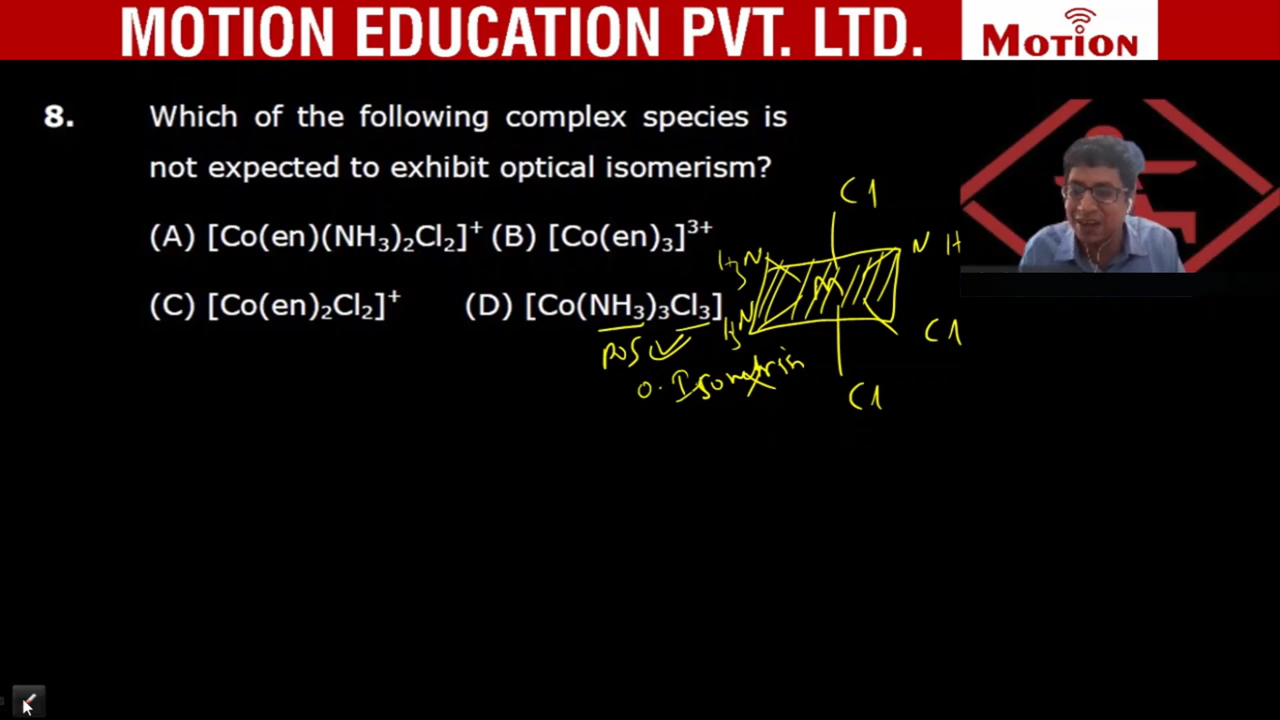 MOTION EDUCATION PVT. LTD.
MOTION
8. Which of the following complex species is
not expected to exhibit optical isomerism?
(A) [Co(en)(NH₃)₂Cl₂]⁺ (B) [Co(en)₃]³⁺
(C) [Co(en)₂Cl₂]⁺ (D) [Co(NH₃)₃Cl₃]
Cl
H₃N N H
H₃N Cl
Cl
POS
O.